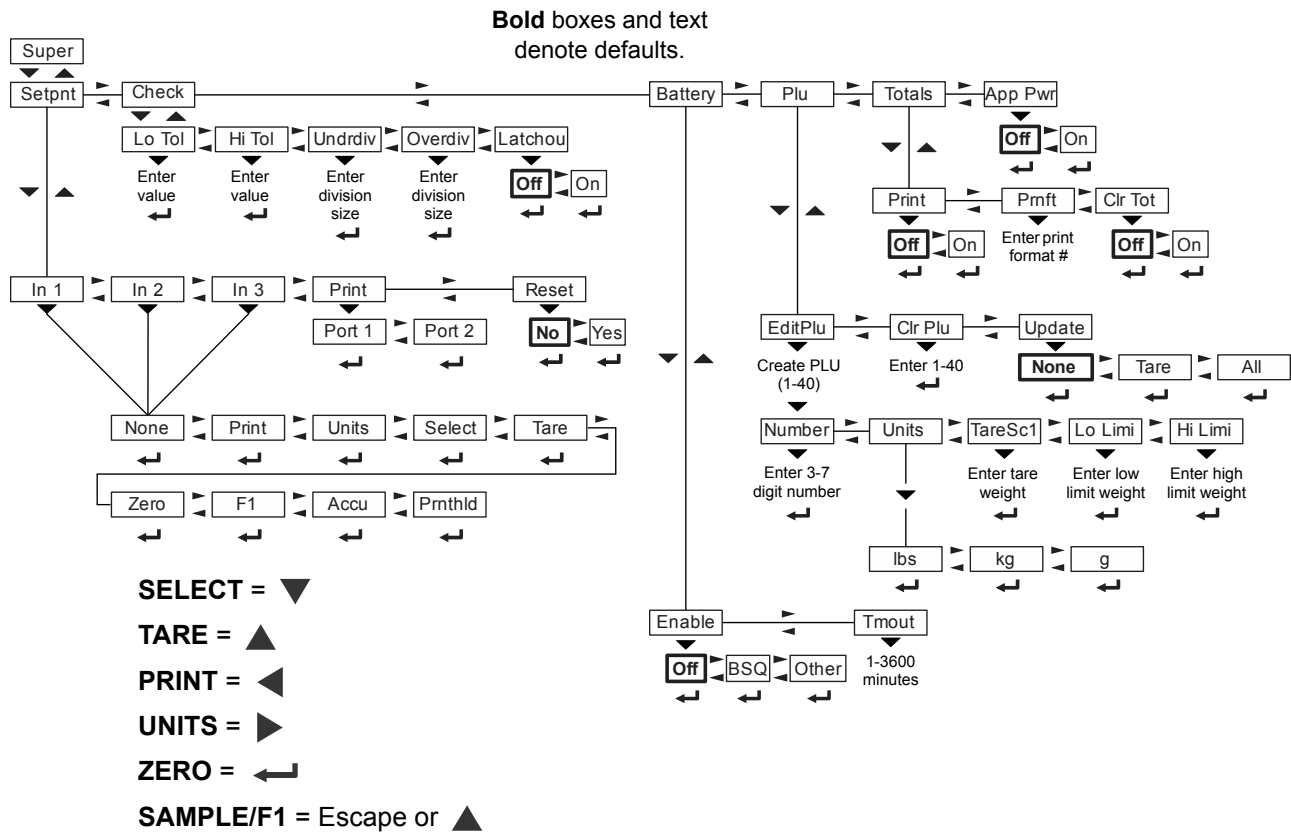 Bold boxes and text
denote defaults.
Super
Setpnt Check Battery Plu Totals App Pwr
Lo Tol Hi Tol Undrdiv Overdiv Latchou
Off On
Enter value
Enter value
Enter division size
Enter division size
Off On
Print Prnft Clr Tot
Off On
Enter print format #
Off On
In 1 In 2 In 3 Print Reset
Port 1 Port 2
No Yes
EditPlu Clr Plu Update
Create PLU (1-40)
Enter 1-40
None Tare All
None Print Units Select Tare
Number Units TareSc1 Lo Limi Hi Limi
Enter 3-7 digit number
Enter tare weight
Enter low limit weight
Enter high limit weight
Zero F1 Accu Prnthld
lbs kg g
Enable Tmout
Off BSQ Other
1-3600 minutes
SELECT =
TARE =
PRINT =
UNITS =
ZERO =
SAMPLE/F1 = Escape or